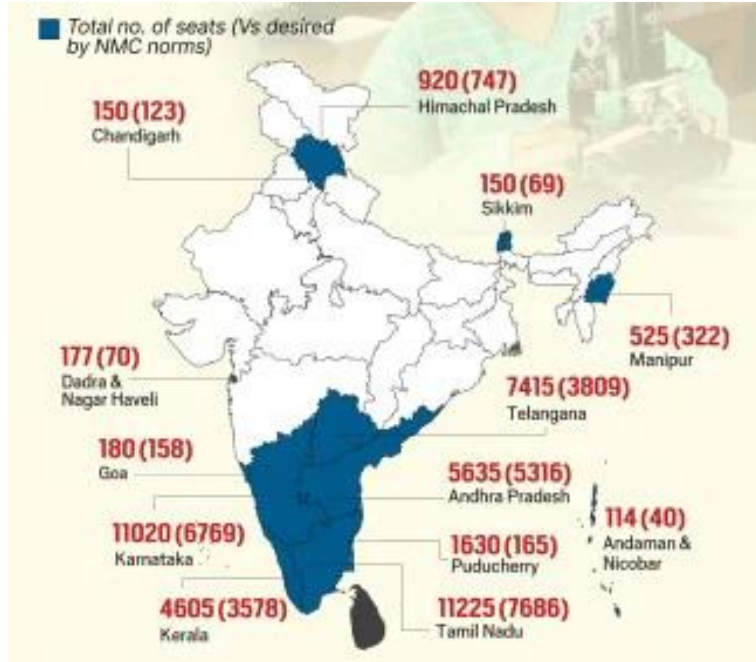 Total no. of seats (Vs desired
by NMC norms)
920 (747)
Himachal Pradesh
150 (123)
Chandigarh
150 (69)
Sikkim
525 (322)
Manipur
177 (70)
Dadra &
Nagar Haveli
7415 (3809)
Telangana
180 (158)
Goa
5635 (5316)
Andhra Pradesh
114 (40)
Andaman &
Nicobar
11020 (6769)
Karnataka
1630 (165)
Puducherry
4605 (3578)
Kerala
11225 (7686)
Tamil Nadu